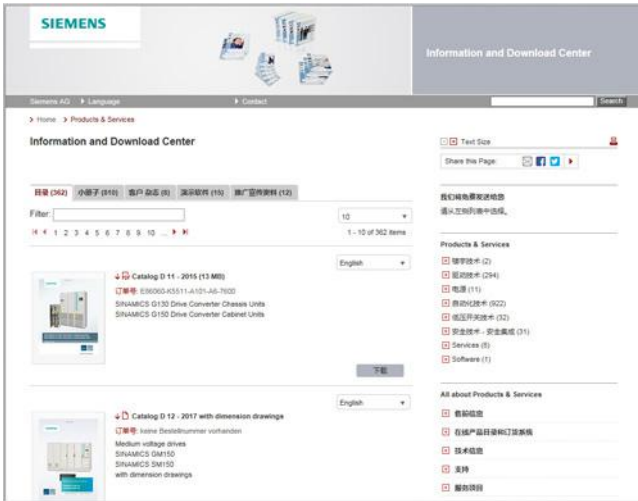 SIEMENS
Information and Download Center
Siemens AG
Language
Contact
Search
Home
Products & Services
Information and Download Center
Text Size
Share this Page:
目录 (362)
小册子 (810)
客户 杂志 (8)
演示软件 (15)
推广宣传资料 (12)
Filter:
10
1 2 3 4 5 6 7 8 9 10 ...
1 - 10 of 362 items
English
Catalog D 11 - 2015 (13 MB)
订单号: E86060-K5511-A101-A6-7600
SINAMICS G130 Drive Converter Chassis Units
SINAMICS G150 Drive Converter Cabinet Units
下载
English
Catalog D 12 - 2017 with dimension drawings
订单号: keine Bestellnummer vorhanden
Medium voltage drives
SINAMICS GM150
SINAMICS SM150
with dimension drawings
我们将免费发送给您
请从左侧列表中选择。
Products & Services
楼宇技术 (2)
驱动技术 (294)
电源 (11)
自动化技术 (922)
低压开关技术 (32)
安全技术 - 安全集成 (31)
Services (8)
Software (1)
All about Products & Services
售前信息
在线产品目录和订货系统
技术信息
支持
服务项目